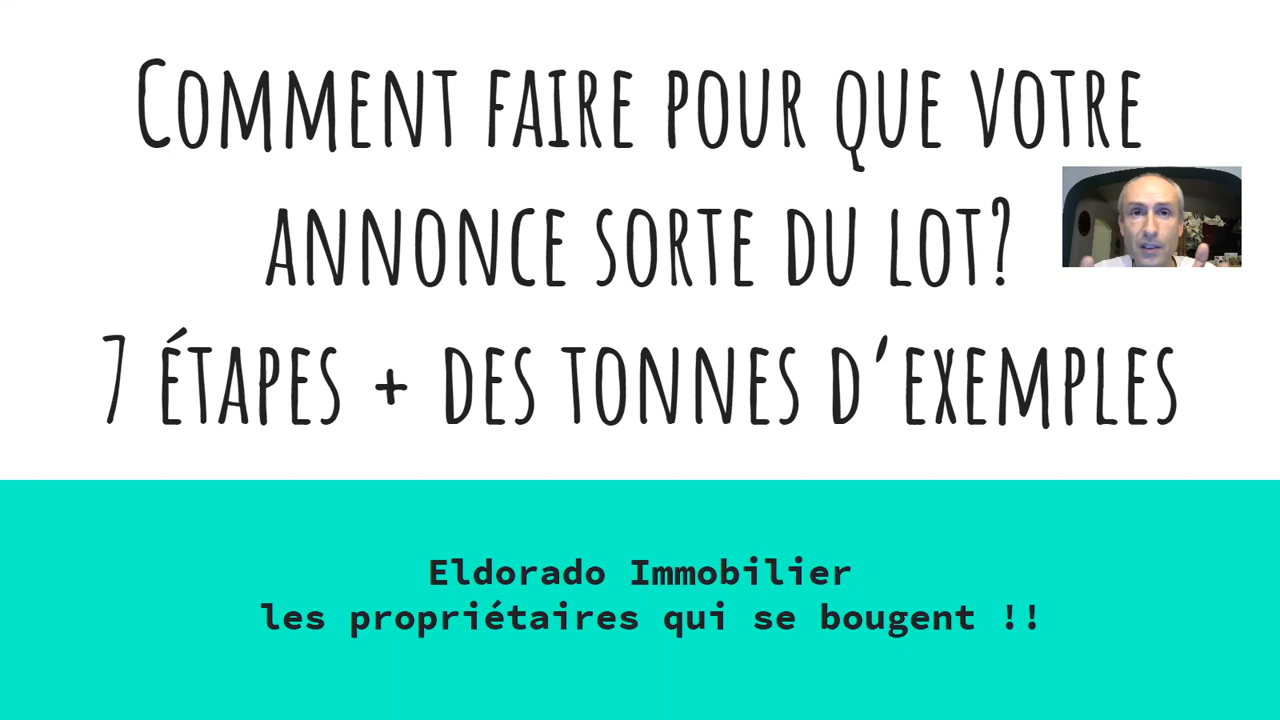 Comment faire pour que votre
annonce sorte du lot?
7 étapes + des tonnes d'exemples
Eldorado Immobilier
les propriétaires qui se bougent !!